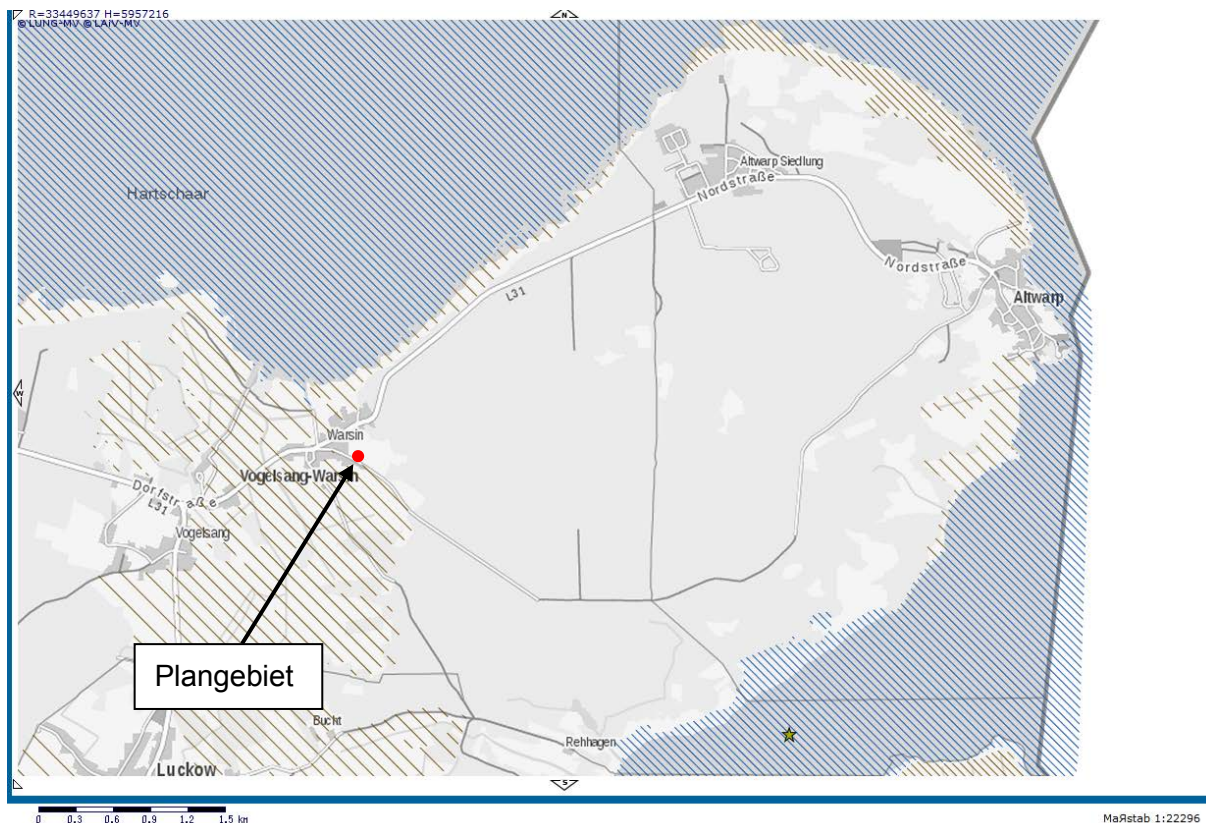 R=33449637 H=5957216
© LUNG-MV © LAiV-MV
N
Hartschaar
Altwarp Siedlung
Nordstraße
Nordstraße
L31
Altwarp
W
Warsin
Vogelsang-Warsin
Dorfstraße
L31
Vogelsang
Plangebiet
Bucht
Rehhagen
Luckow
S
0 0.3 0.6 0.9 1.2 1.5 km
MaЯstab 1:22296